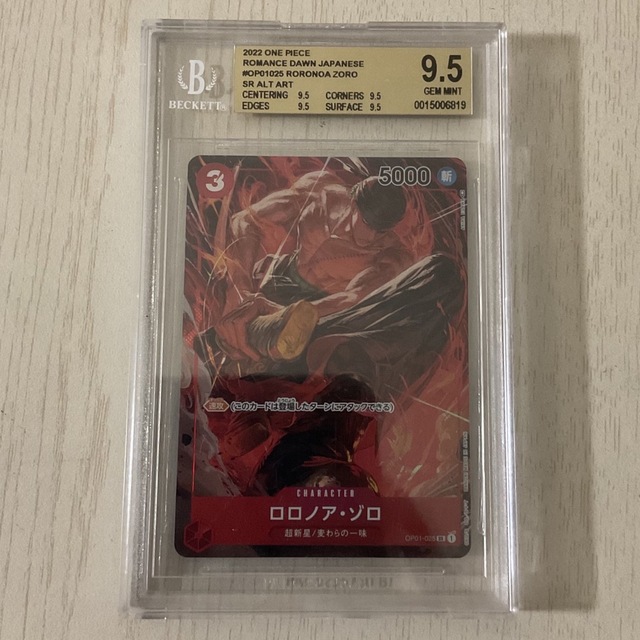 2022 ONE PIECE
ROMANCE DAWN JAPANESE
#OP01025 RORONOA ZORO
SR ALT ART
CENTERING 9.5 CORNERS 9.5
EDGES 9.5 SURFACE 9.5
9.5
GEM MINT
0015006819
B
BECKETT
3
5000
斬
速攻 (このカードは登場したターンにアタックできる)
CHARACTER
ロロノア・ゾロ
超新星/麦わらの一味
OP01-025 SR 1